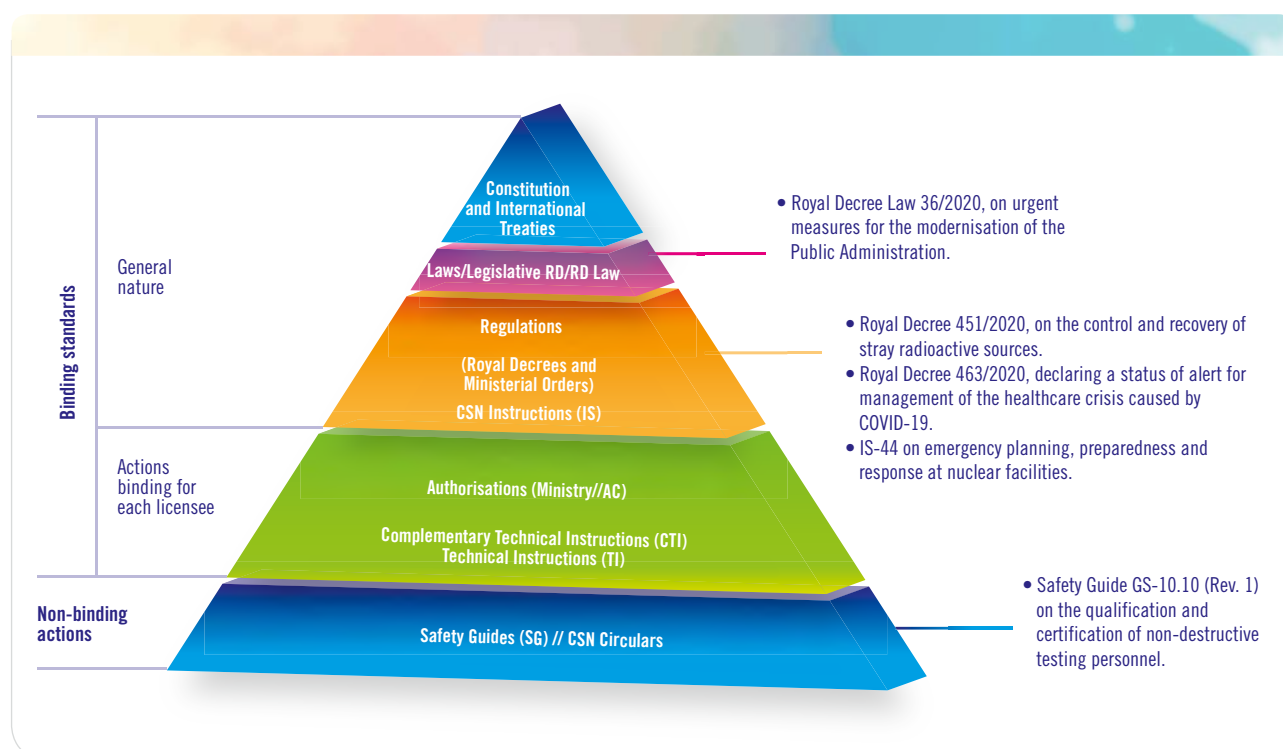 Constitution
and International
Treaties
• Royal Decree Law 36/2020, on urgent
measures for the modernisation of the
Public Administration.
General
nature
Laws/Legislative RD/RD Law
Binding standards
Regulations
(Royal Decrees and
Ministerial Orders)
CSN Instructions (IS)
• Royal Decree 451/2020, on the control and recovery of
stray radioactive sources.
• Royal Decree 463/2020, declaring a status of alert for
management of the healthcare crisis caused by
COVID-19.
• IS-44 on emergency planning, preparedness and
response at nuclear facilities.
Actions
binding for
each licensee
Authorisations (Ministry//AC)
Complementary Technical Instructions (CTI)
Technical Instructions (TI)
Non-binding
actions
Safety Guides (SG) // CSN Circulars
• Safety Guide GS-10.10 (Rev. 1)
on the qualification and
certification of non-destructive
testing personnel.